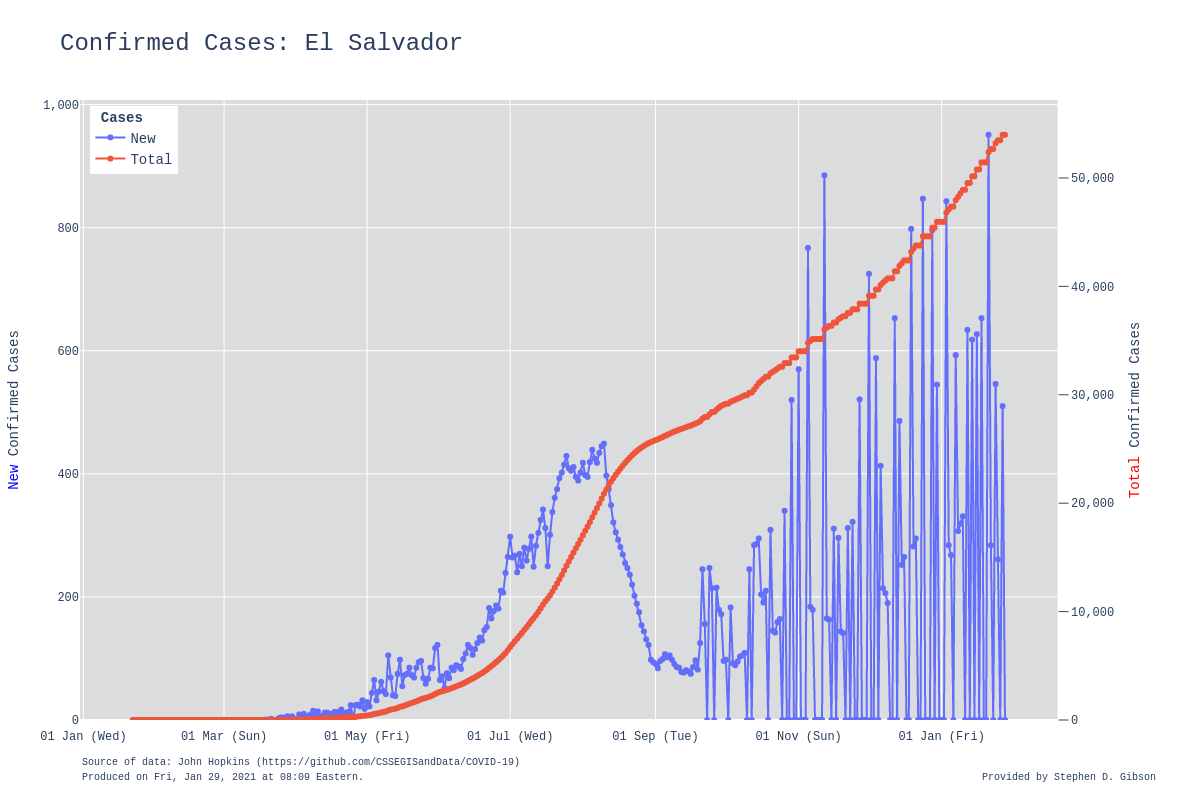 Confirmed Cases: El Salvador
Cases
New
Total
1,000
800
600
400
200
0
50,000
40,000
30,000
20,000
10,000
0
New Confirmed Cases
Total Confirmed Cases
01 Jan (Wed)
01 Mar (Sun)
01 May (Fri)
01 Jul (Wed)
01 Sep (Tue)
01 Nov (Sun)
01 Jan (Fri)
Source of data: John Hopkins (https://github.com/CSSEGISandData/COVID-19)
Produced on Fri, Jan 29, 2021 at 08:09 Eastern.
Provided by Stephen D. Gibson